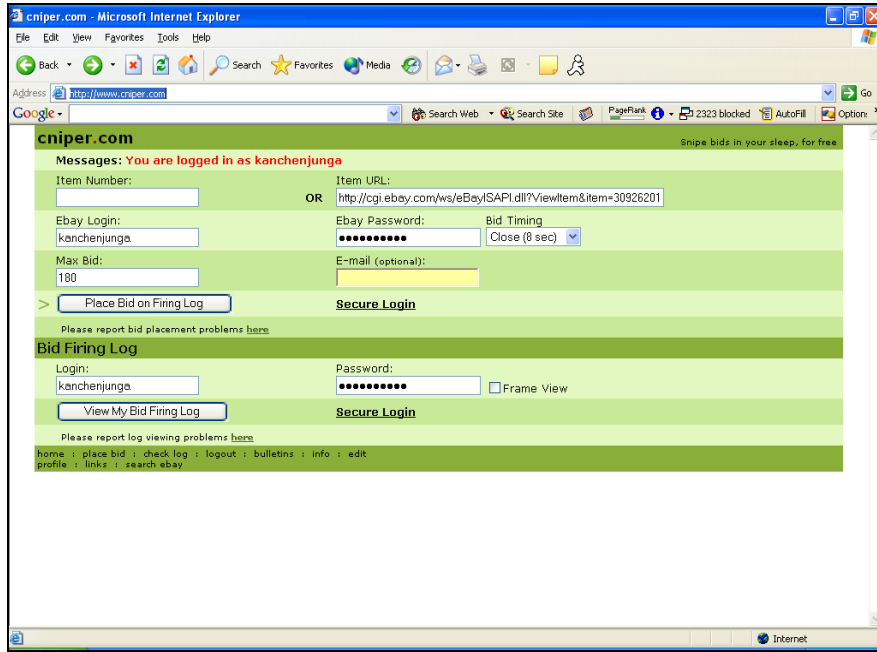 cniper.com - Microsoft Internet Explorer
File Edit View Favorites Tools Help
Back Search Favorites Media
Address http://www.cniper.com Go
Google Search Web Search Site PageRank 2323 blocked AutoFill Options
cniper.com Snipe bids in your sleep, for free
Messages: You are logged in as kanchenjunga
Item Number: Item URL:
OR http://cgi.ebay.com/ws/eBayISAPI.dll?ViewItem&item=30926201
Ebay Login: Ebay Password: Bid Timing
kanchenjunga •••••••••• Close (8 sec)
Max Bid: E-mail (optional):
180
> Place Bid on Firing Log Secure Login
Please report bid placement problems here
Bid Firing Log
Login: Password:
kanchenjunga •••••••••• Frame View
View My Bid Firing Log Secure Login
Please report log viewing problems here
home : place bid : check log : logout : bulletins : info : edit
profile : links : search ebay
Internet